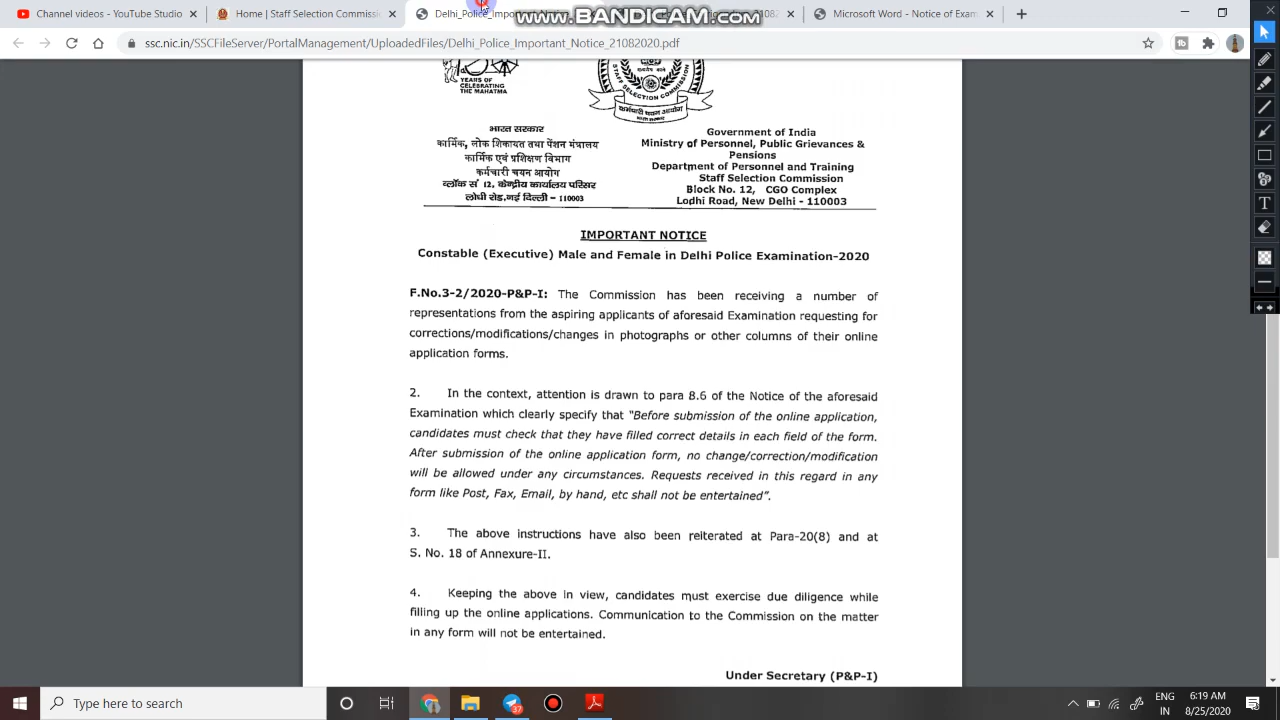 Channel videos - YouTube Studio
Home | Staff Selection Commissi
Delhi_Police_Important_N
2108
Microsoft Word - Notice of Exam
www.BANDICAM.com
ssc.nic.in/SSCFileServer/PortalManagement/UploadedFiles/Delhi_Police_Important_Notice_21082020.pdf
YEARS OF
CELEBRATING
THE MAHATMA
STAFF SELECTION COMMISSION
कर्मचारी चयन आयोग
भारत सरकार
कार्मिक, लोक शिकायत तथा पेंशन मंत्रालय
कार्मिक एवं प्रशिक्षण विभाग
कर्मचारी चयन आयोग
ब्लॉक सं 12, केन्द्रीय कार्यालय परिसर
लोधी रोड,नई दिल्ली – 110003
Government of India
Ministry of Personnel, Public Grievances &
Pensions
Department of Personnel and Training
Staff Selection Commission
Block No. 12, CGO Complex
Lodhi Road, New Delhi - 110003
IMPORTANT NOTICE
Constable (Executive) Male and Female in Delhi Police Examination-2020
F.No.3-2/2020-P&P-I: The Commission has been receiving a number of
representations from the aspiring applicants of aforesaid Examination requesting for
corrections/modifications/changes in photographs or other columns of their online
application forms.
2. In the context, attention is drawn to para 8.6 of the Notice of the aforesaid
Examination which clearly specify that "Before submission of the online application,
candidates must check that they have filled correct details in each field of the form.
After submission of the online application form, no change/correction/modification
will be allowed under any circumstances. Requests received in this regard in any
form like Post, Fax, Email, by hand, etc shall not be entertained".
3. The above instructions have also been reiterated at Para-20(8) and at
S. No. 18 of Annexure-II.
4. Keeping the above in view, candidates must exercise due diligence while
filling up the online applications. Communication to the Commission on the matter
in any form will not be entertained.
Under Secretary (P&P-I)
Type here to search
37
ENG
IN
6:19 AM
8/25/2020